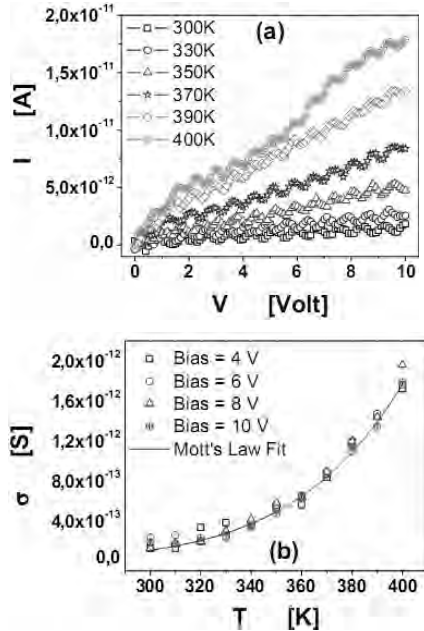 (a)
300K
330K
350K
370K
390K
400K
2,0x10⁻¹¹
1,5x10⁻¹¹
1,0x10⁻¹¹
5,0x10⁻¹²
0,0
I [A]
0 2 4 6 8 10
V [Volt]
Bias = 4 V
Bias = 6 V
Bias = 8 V
Bias = 10 V
Mott's Law Fit
2,0x10⁻¹²
1,6x10⁻¹²
1,2x10⁻¹²
8,0x10⁻¹³
4,0x10⁻¹³
0,0
σ [S]
(b)
300 320 340 360 380 400
T [K]